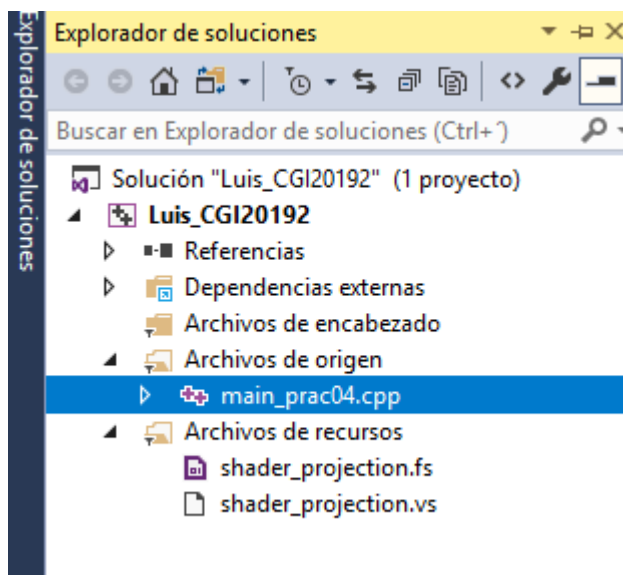 Explorador de soluciones
Explorador de soluciones
Buscar en Explorador de soluciones (Ctrl+´)
Solución "Luis_CGI20192" (1 proyecto)
Luis_CGI20192
Referencias
Dependencias externas
Archivos de encabezado
Archivos de origen
main_prac04.cpp
Archivos de recursos
shader_projection.fs
shader_projection.vs